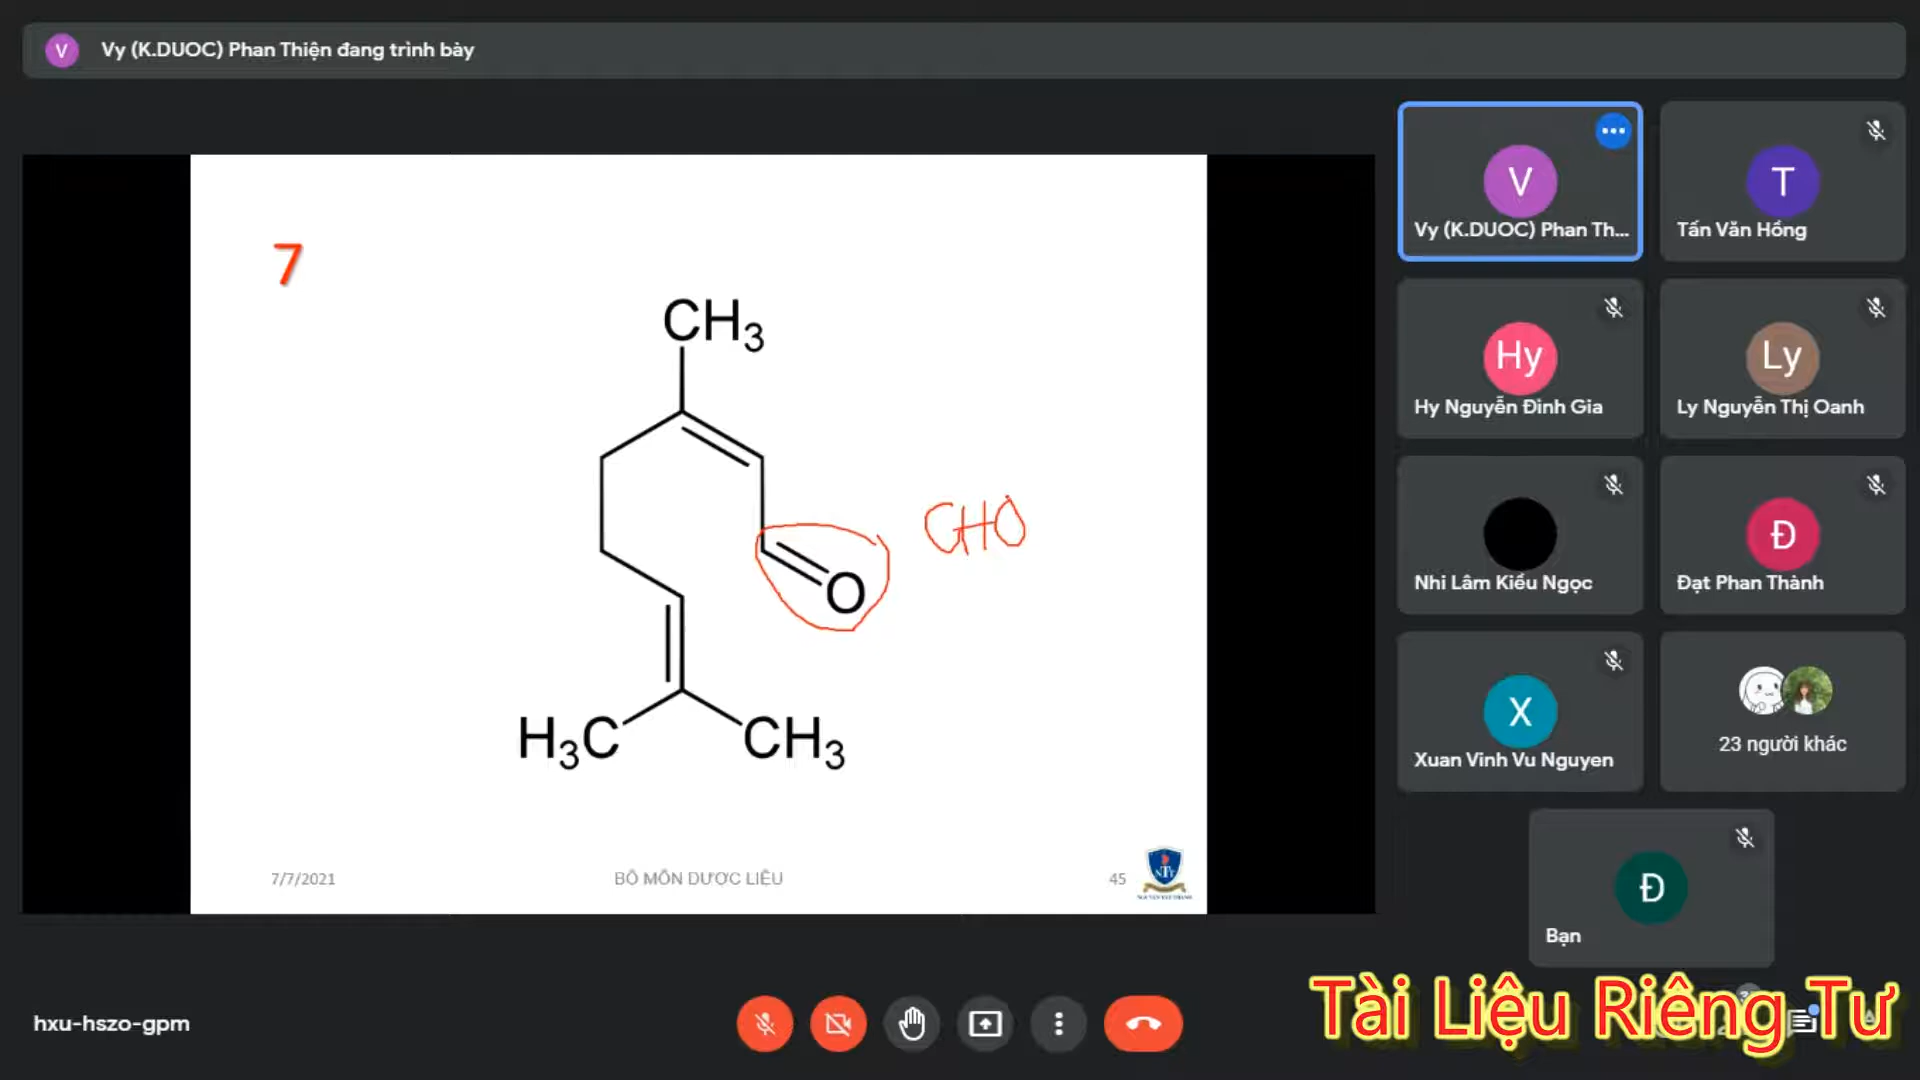 V Vy (K.DUOC) Phan Thiện đang trình bày
7
CH3
CHO
O
H3C
CH3
7/7/2021
BỘ MÔN DƯỢC LIỆU
45
NTT
V
Vy (K.DUOC) Phan Th...
T
Tấn Văn Hồng
Hy
Hy Nguyễn Đình Gia
Ly
Ly Nguyễn Thị Oanh
Nhi Lâm Kiều Ngọc
Đ
Đạt Phan Thành
X
Xuan Vinh Vu Nguyen
23 người khác
Đ
Bạn
hxu-hszo-gpm
Tài Liệu Riêng Tư